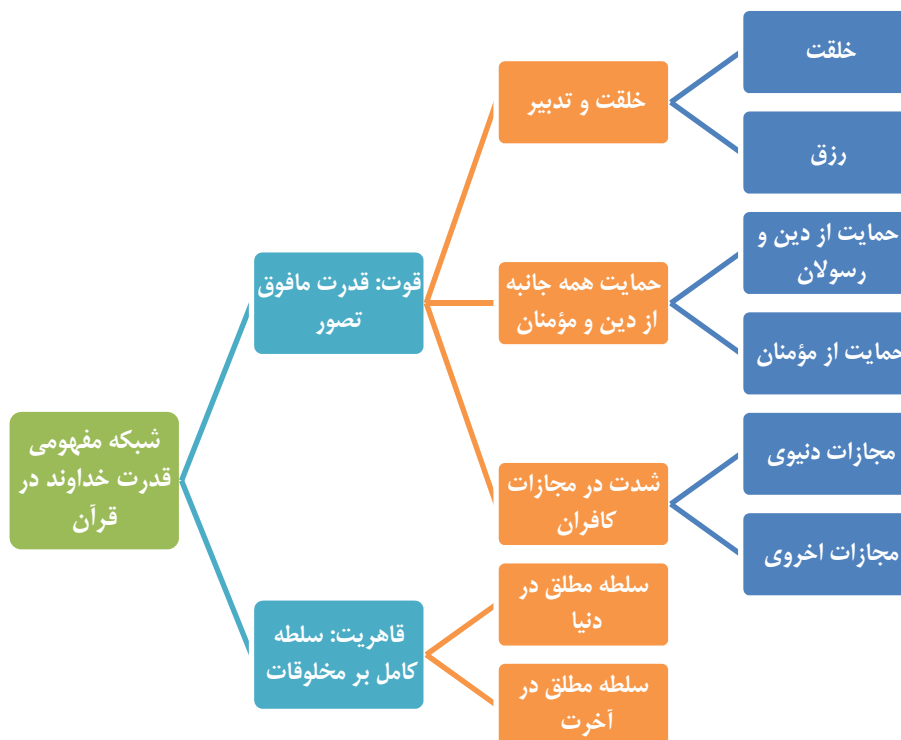 شبکه مفهومی
قدرت خداوند در
قرآن
قوت: قدرت مافوق
تصور
خلقت و تدبیر
خلقت
رزق
حمایت همه جانبه
از دین و مؤمنان
حمایت از دین و
رسولان
حمایت از مؤمنان
شدت در مجازات
کافران
مجازات دنیوی
مجازات اخروی
قاهریت: سلطه
کامل بر مخلوقات
سلطه مطلق در
دنیا
سلطه مطلق در
آخرت